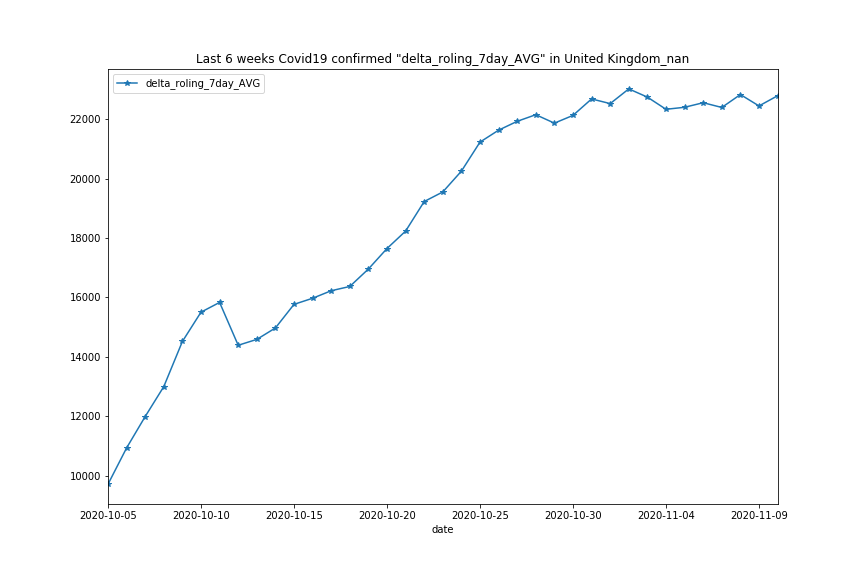 Last 6 weeks Covid19 confirmed "delta_roling_7day_AVG" in United Kingdom_nan
delta_roling_7day_AVG
22000
20000
18000
16000
14000
12000
10000
2020-10-05 2020-10-10 2020-10-15 2020-10-20 2020-10-25 2020-10-30 2020-11-04 2020-11-09
date